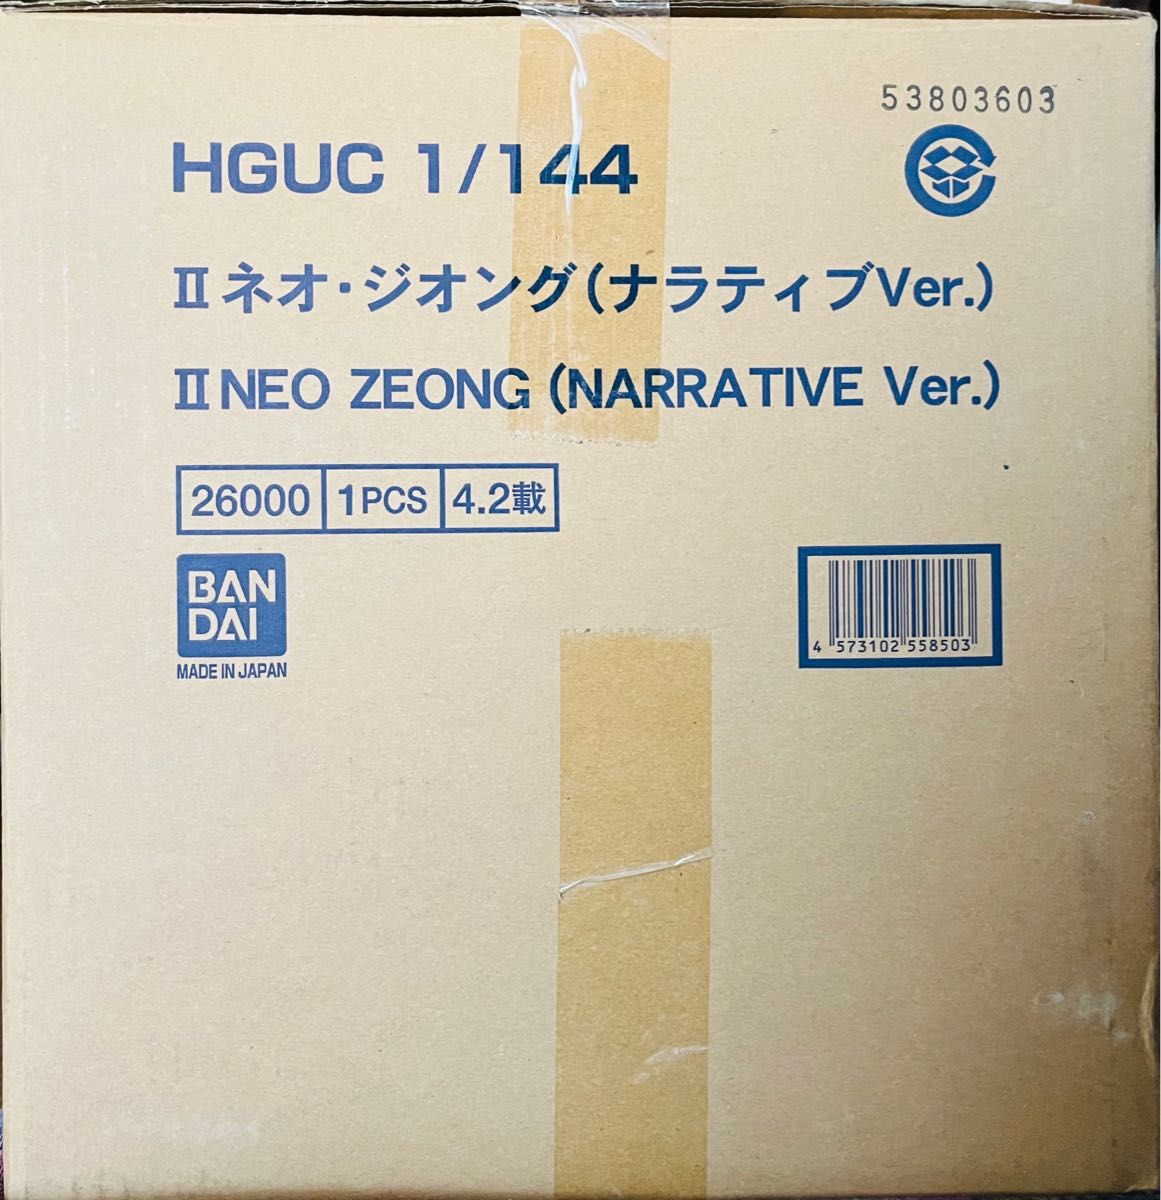 53803603
HGUC 1/144
Ⅱネオ・ジオング(ナラティブVer.)
Ⅱ NEO ZEONG (NARRATIVE Ver.)
26000 1PCS 4.2載
BAN
DAI
MADE IN JAPAN
4 573102 558503